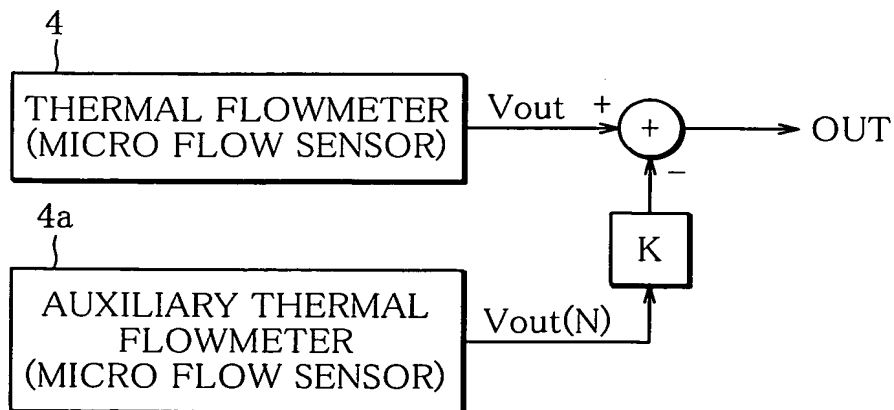 4
THERMAL FLOWMETER
(MICRO FLOW SENSOR)
Vout
+
+
OUT
−
K
4a
AUXILIARY THERMAL
FLOWMETER
(MICRO FLOW SENSOR)
Vout(N)